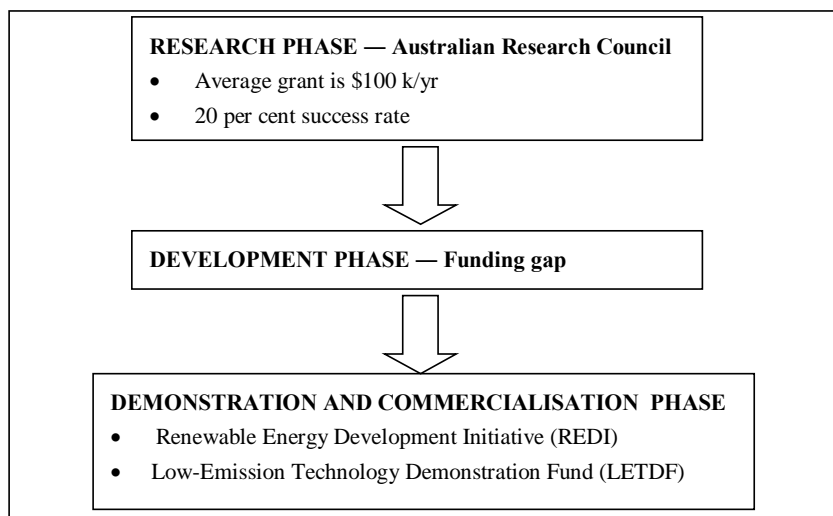 RESEARCH PHASE — Australian Research Council
• Average grant is $100 k/yr
• 20 per cent success rate
DEVELOPMENT PHASE — Funding gap
DEMONSTRATION AND COMMERCIALISATION PHASE
• Renewable Energy Development Initiative (REDI)
• Low-Emission Technology Demonstration Fund (LETDF)